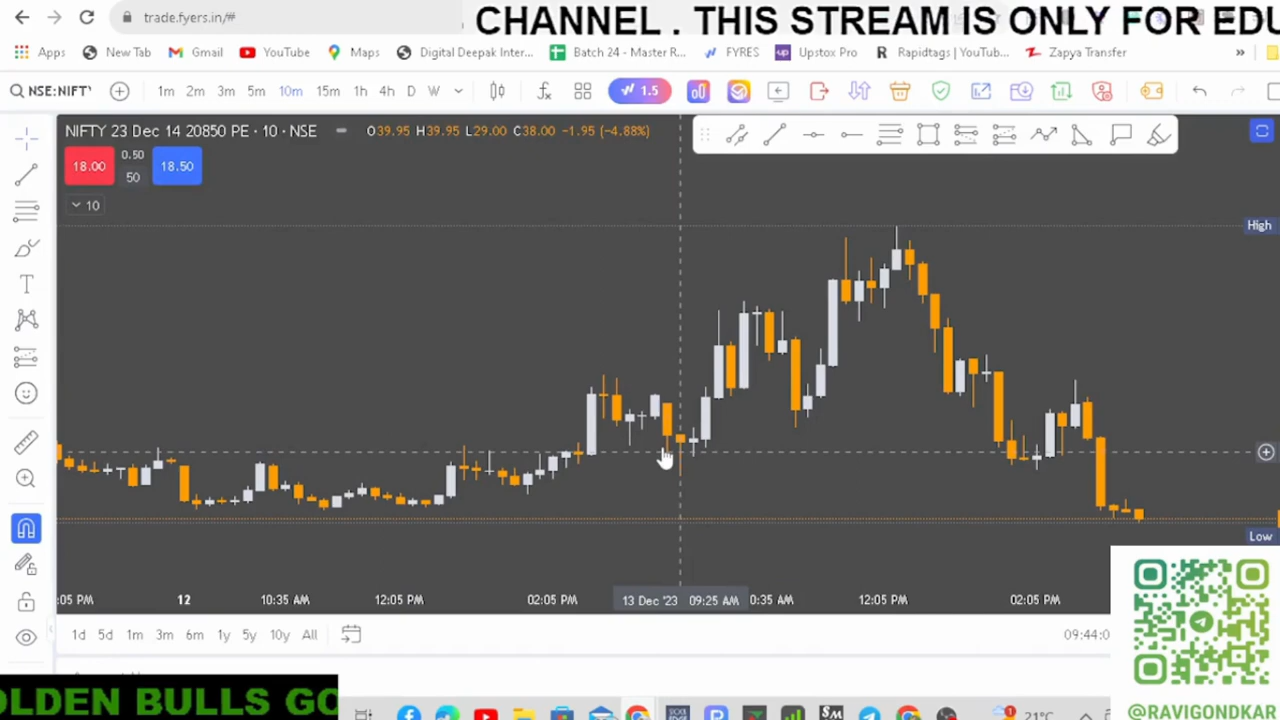 trade.fyers.in/#
CHANNEL . THIS STREAM IS ONLY FOR EDU
Apps New Tab Gmail YouTube Maps Digital Deepak Inter... Batch 24 - Master R... FYRES Upstox Pro Rapidtags | YouTub... Zapya Transfer »
NSE:NIFTY 1m 2m 3m 5m 10m 15m 1h 4h D W 1.5
NIFTY 23 Dec 14 20850 PE · 10 · NSE O39.95 H39.95 L29.00 C38.00 −1.95 (−4.88%)
18.00 0.50 18.50
50
10
High
Low
:05 PM 12 10:35 AM 12:05 PM 02:05 PM 13 Dec '23 09:25 AM 0:35 AM 12:05 PM 02:05 PM
1d 5d 1m 3m 6m 1y 5y 10y All 09:44:0
OLDEN BULLS GO
21°C
@RAVIGONDKAR